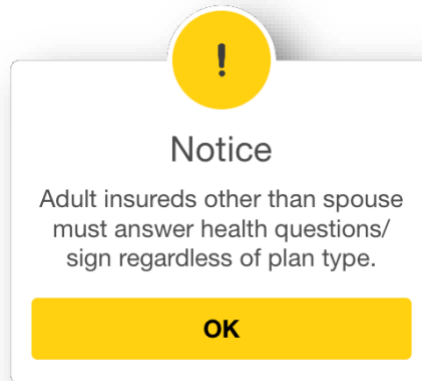 !
Notice
Adult insureds other than spouse
must answer health questions/
sign regardless of plan type.
OK